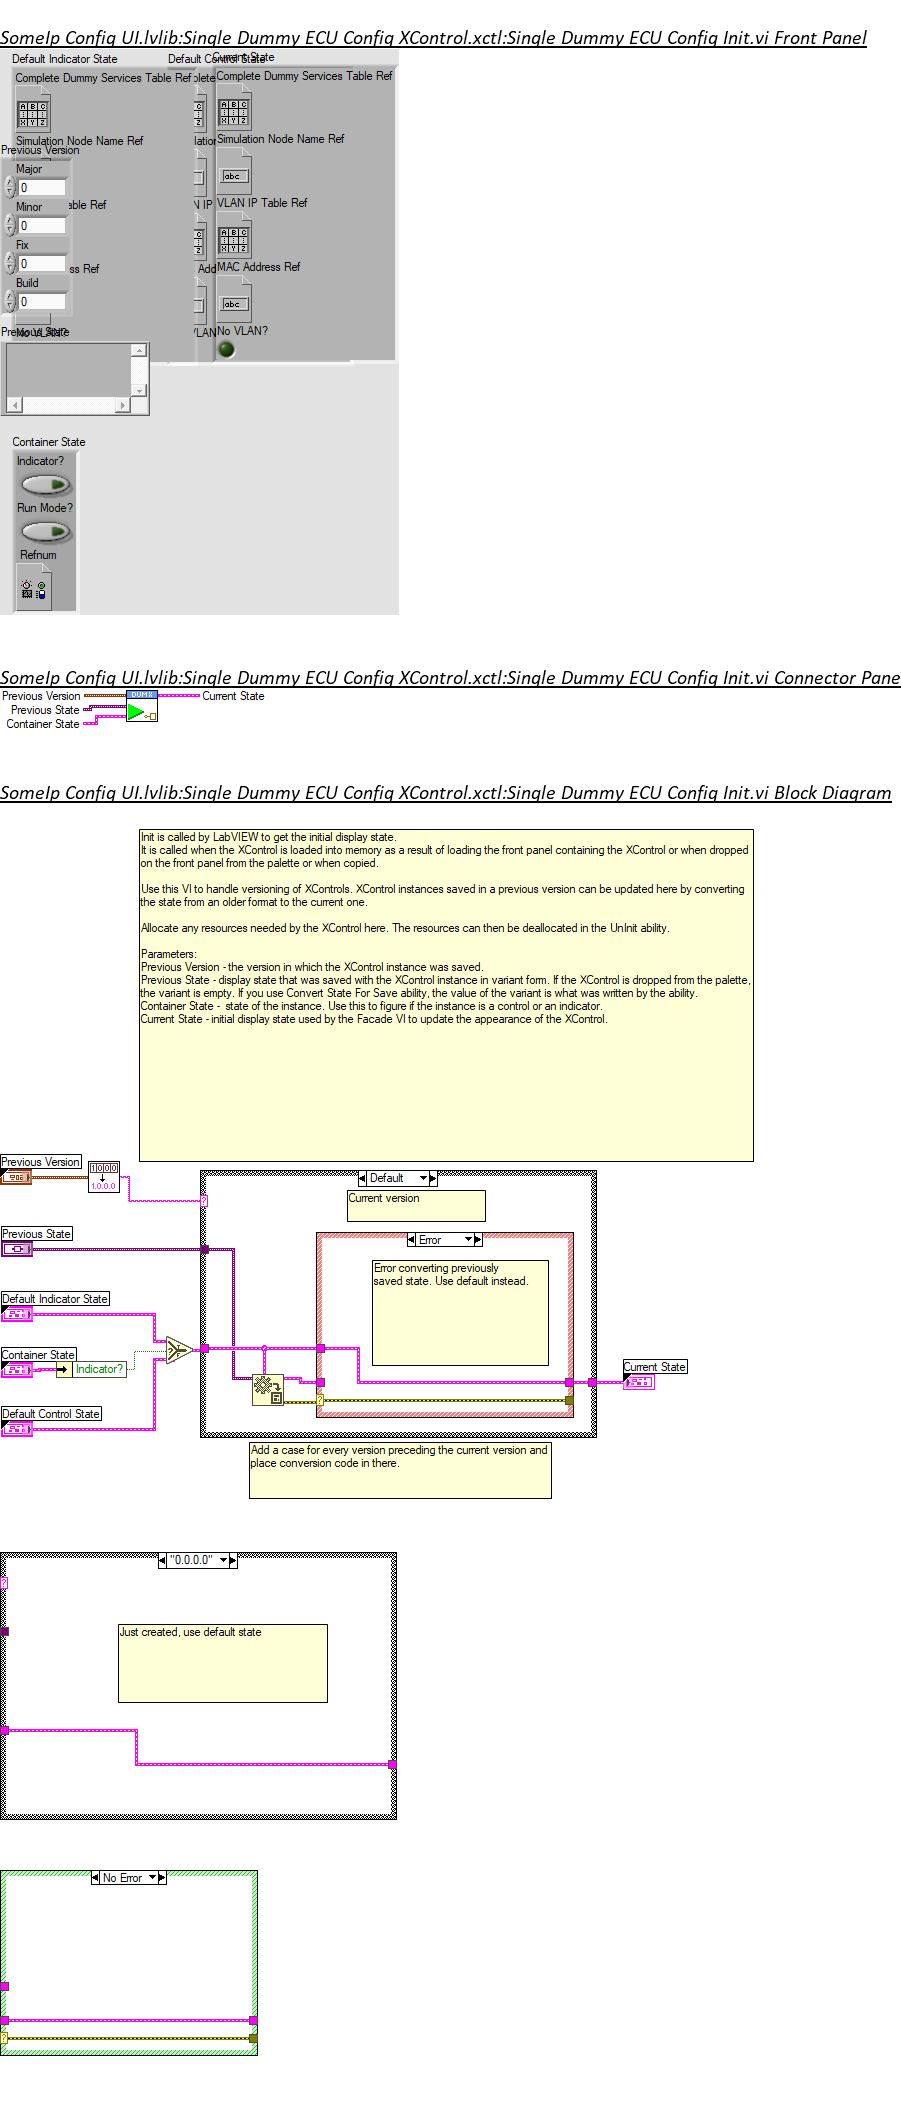 SomeIp Config UI.lvlib:Single Dummy ECU Config XControl.xctl:Single Dummy ECU Config Init.vi Front Panel
Default Indicator State
Default Control State
Current State
Complete Dummy Services Table Ref
Complete Dummy Services Table Ref
Simulation Node Name Ref
Simulation Node Name Ref
Previous Version
Major
0
VLAN IP Table Ref
Minor
0
Fix
0
MAC Address Ref
Build
0
No VLAN?
No VLAN?
Previous State
Container State
Indicator?
Run Mode?
Refnum
SomeIp Config UI.lvlib:Single Dummy ECU Config XControl.xctl:Single Dummy ECU Config Init.vi Connector Pane
Previous Version
Current State
Previous State
Container State
SomeIp Config UI.lvlib:Single Dummy ECU Config XControl.xctl:Single Dummy ECU Config Init.vi Block Diagram
Init is called by LabVIEW to get the initial display state.
It is called when the XControl is loaded into memory as a result of loading the front panel containing the XControl or when dropped
on the front panel from the palette or when copied.
Use this VI to handle versioning of XControls. XControl instances saved in a previous version can be updated here by converting
the state from an older format to the current one.
Allocate any resources needed by the XControl here. The resources can then be deallocated in the UnInit ability.
Parameters:
Previous Version - the version in which the XControl instance was saved.
Previous State - display state that was saved with the XControl instance in variant form. If the XControl is dropped from the palette,
the variant is empty. If you use Convert State For Save ability, the value of the variant is what was written by the ability.
Container State - state of the instance. Use this to figure if the instance is a control or an indicator.
Current State - initial display state used by the Facade VI to update the appearance of the XControl.
Previous Version
1.0.0.0
Default
Current version
Previous State
Error
Error converting previously
saved state. Use default instead.
Default Indicator State
Container State
Indicator?
Current State
Default Control State
Add a case for every version preceding the current version and
place conversion code in there.
"0.0.0.0"
Just created, use default state
No Error